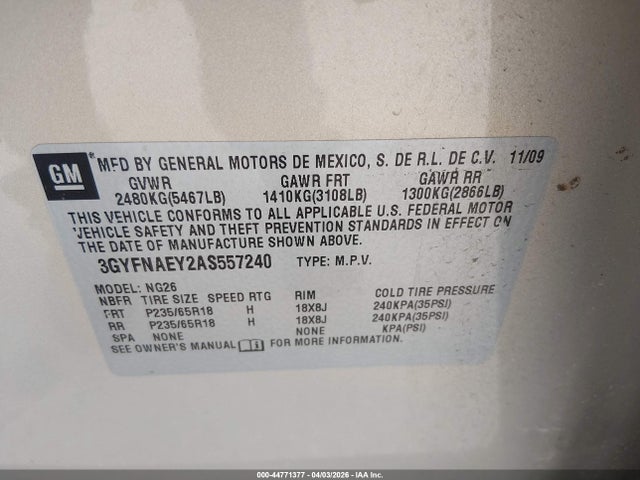 GM ® MFD BY GENERAL MOTORS DE MEXICO, S. DE R.L. DE C.V. 11/09
GVWR GAWR FRT GAWR RR
2480KG(5467LB) 1410KG(3108LB) 1300KG(2866LB)
THIS VEHICLE CONFORMS TO ALL APPLICABLE U.S. FEDERAL MOTOR
VEHICLE SAFETY AND THEFT PREVENTION STANDARDS IN EFFECT ON
THE DATE OF MANUFACTURE SHOWN ABOVE.
3GYFNAEY2AS557240 TYPE: M.P.V.
MODEL: NG26
NBFR TIRE SIZE SPEED RTG RIM COLD TIRE PRESSURE
FRT P235/65R18 H 18X8J 240KPA(35PSI)
RR P235/65R18 H 18X8J 240KPA(35PSI)
SPA NONE NONE KPA(PSI)
SEE OWNER'S MANUAL FOR MORE INFORMATION.
000-44771377 - 04/03/2026 - IAA Inc.